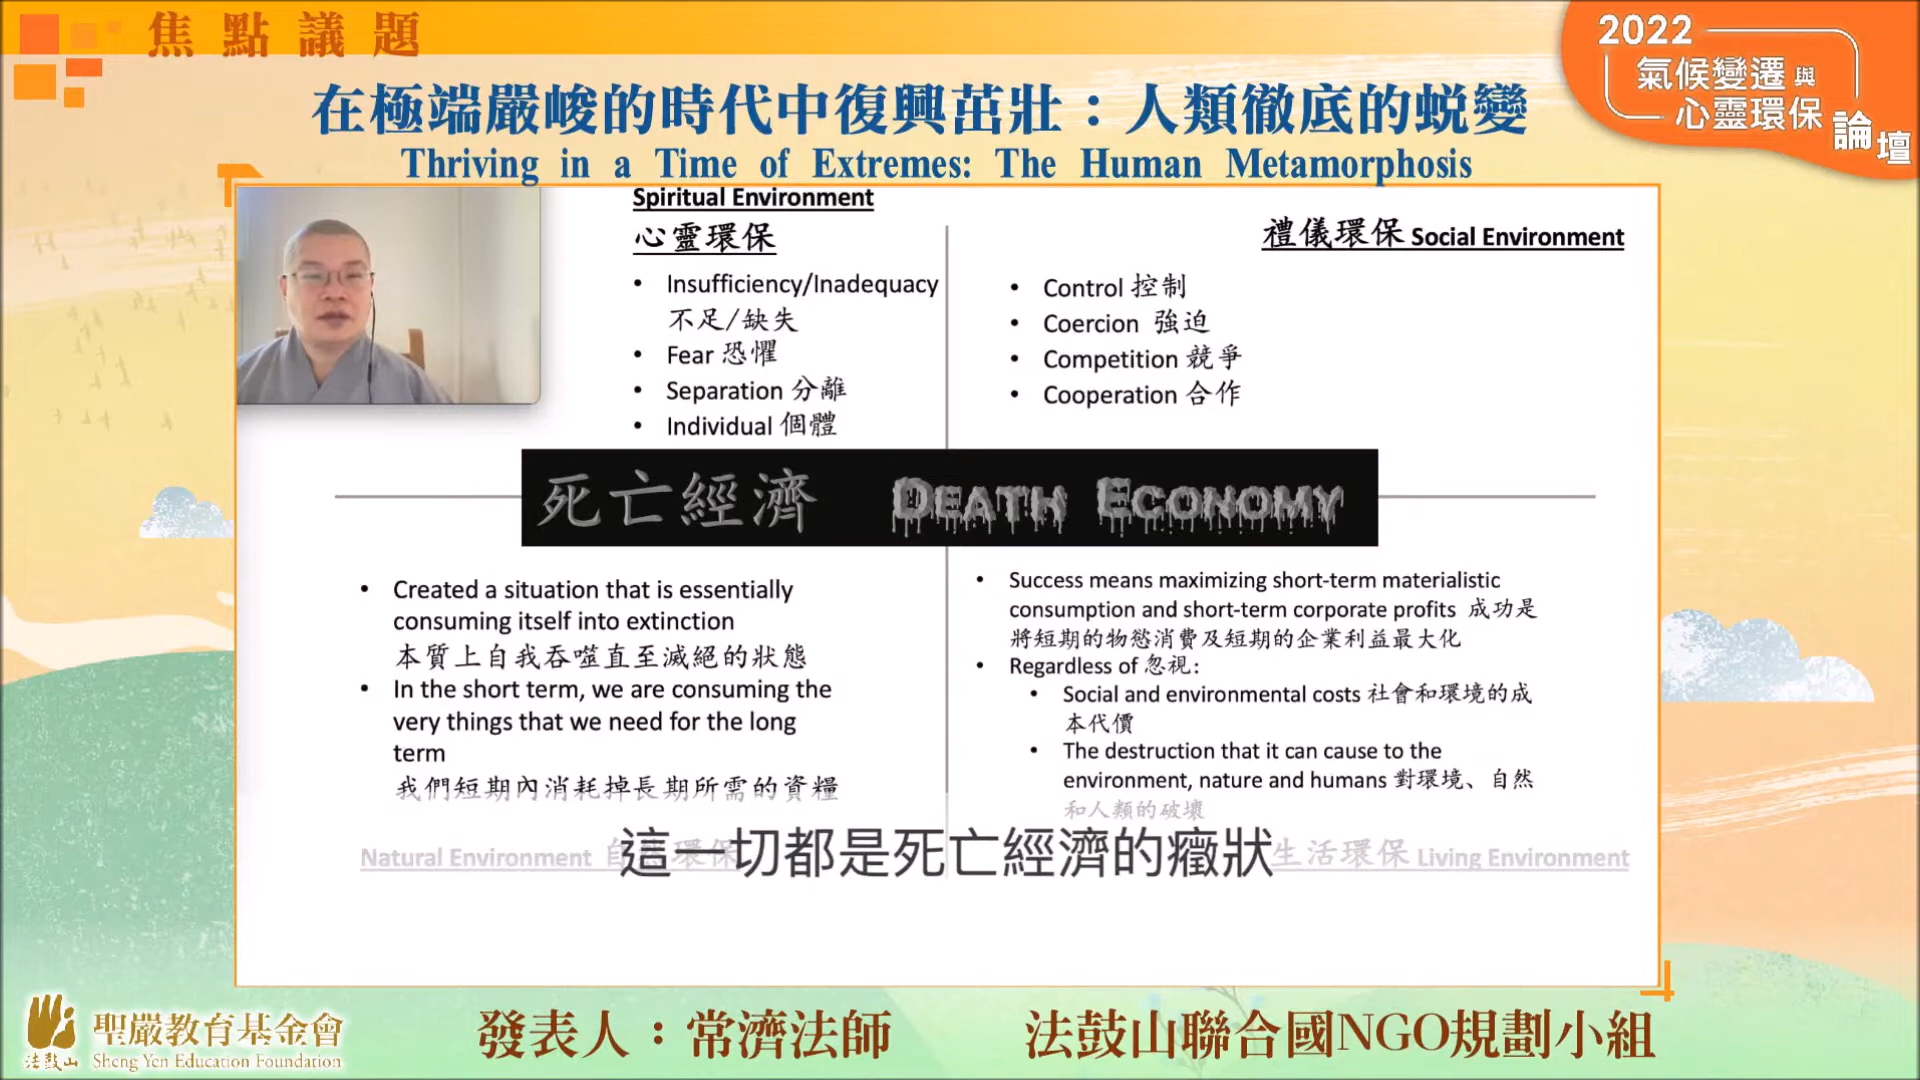 焦點議題
2022
氣候變遷與
心靈環保論壇
在極端嚴峻的時代中復興茁壯：人類徹底的蛻變
Thriving in a Time of Extremes: The Human Metamorphosis
Spiritual Environment
心靈環保
• Insufficiency/Inadequacy
不足/缺失
• Fear 恐懼
• Separation 分離
• Individual 個體
禮儀環保 Social Environment
• Control 控制
• Coercion 強迫
• Competition 競爭
• Cooperation 合作
死亡經濟 DEATH ECONOMY
• Created a situation that is essentially
consuming itself into extinction
本質上自我吞噬直至滅絕的狀態
• In the short term, we are consuming the
very things that we need for the long
term
我們短期內消耗掉長期所需的資糧
Natural Environment 自然環保
• Success means maximizing short-term materialistic
consumption and short-term corporate profits 成功是
將短期的物慾消費及短期的企業利益最大化
• Regardless of 忽視:
• Social and environmental costs 社會和環境的成
本代價
• The destruction that it can cause to the
environment, nature and humans 對環境、自然
和人類的破壞
生活環保 Living Environment
這一切都是死亡經濟的癥狀
法鼓山
聖嚴教育基金會
Sheng Yen Education Foundation
發表人：常濟法師 法鼓山聯合國NGO規劃小組